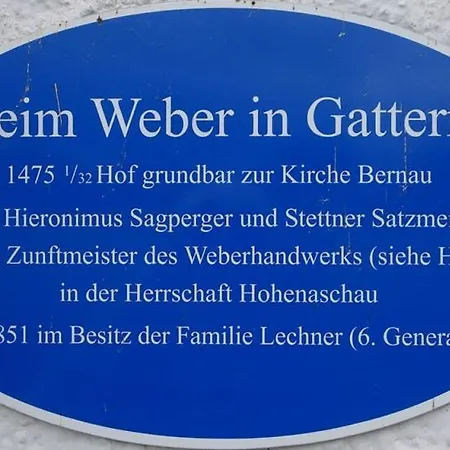 eim Weber in Gattern
1475 1/32 Hof grundbar zur Kirche Bernau
Hieronimus Sagperger und Stettner Satzme
Zunftmeister des Weberhandwerks (siehe H
in der Herrschaft Hohenaschau
851 im Besitz der Familie Lechner (6. Genera